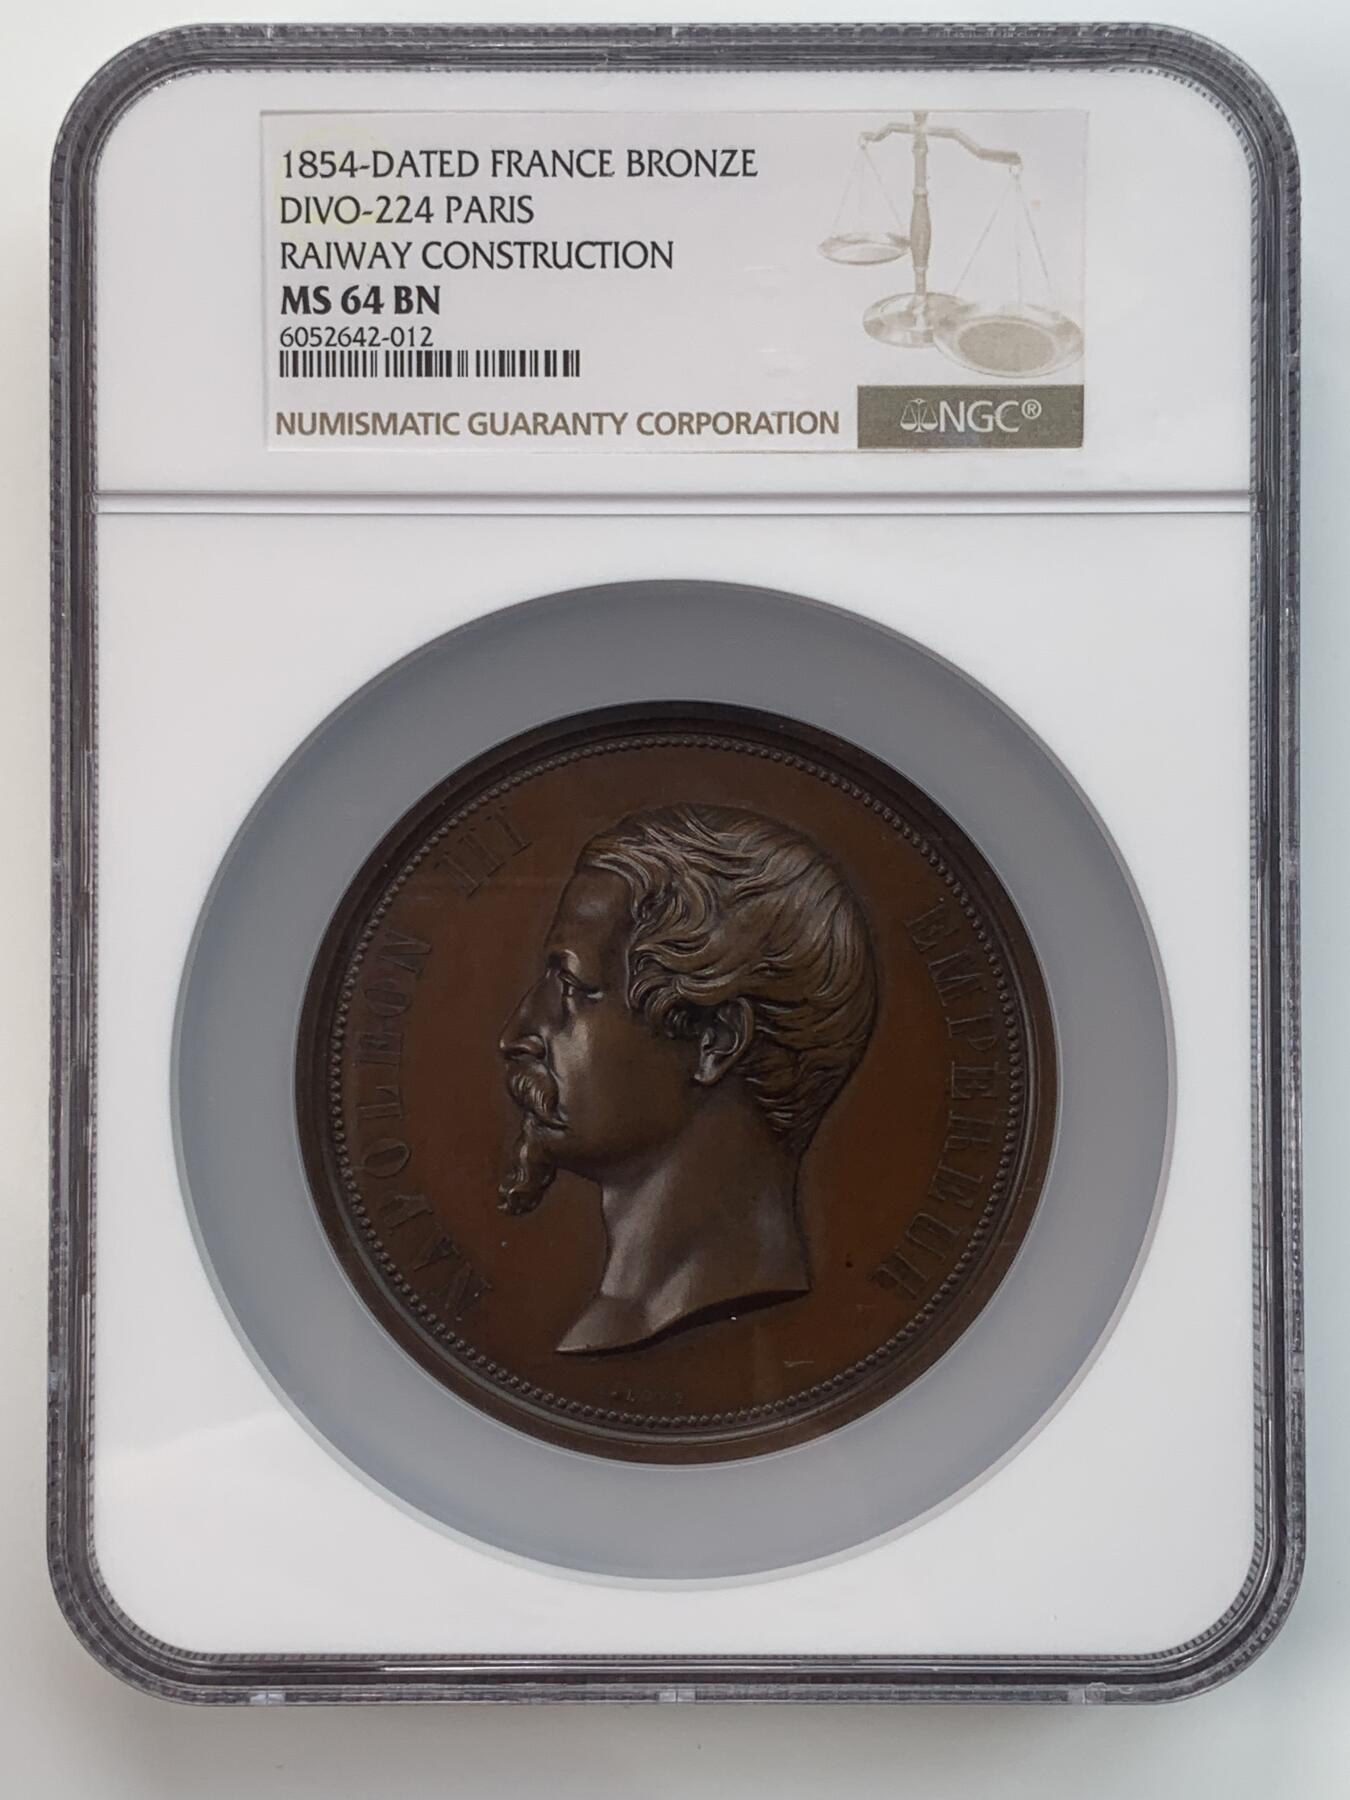 1854-DATED FRANCE BRONZE
DIVO-224 PARIS
RAIWAY CONSTRUCTION
MS 64 BN
6052642-012
NUMISMATIC GUARANTY CORPORATION
NGC®
NAPOLEON III
EMPEREUR